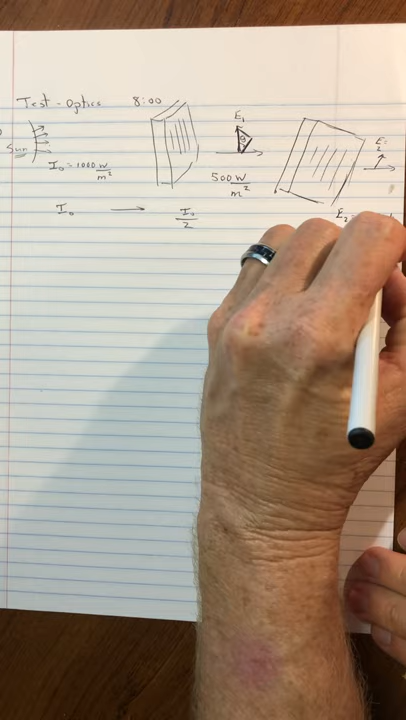 Test-Optics 8:00
Sun
I₀ = 1000 W/m²
E₁
θ
500 W/m²
E₂
I₀ → I₀/2
E₂ =